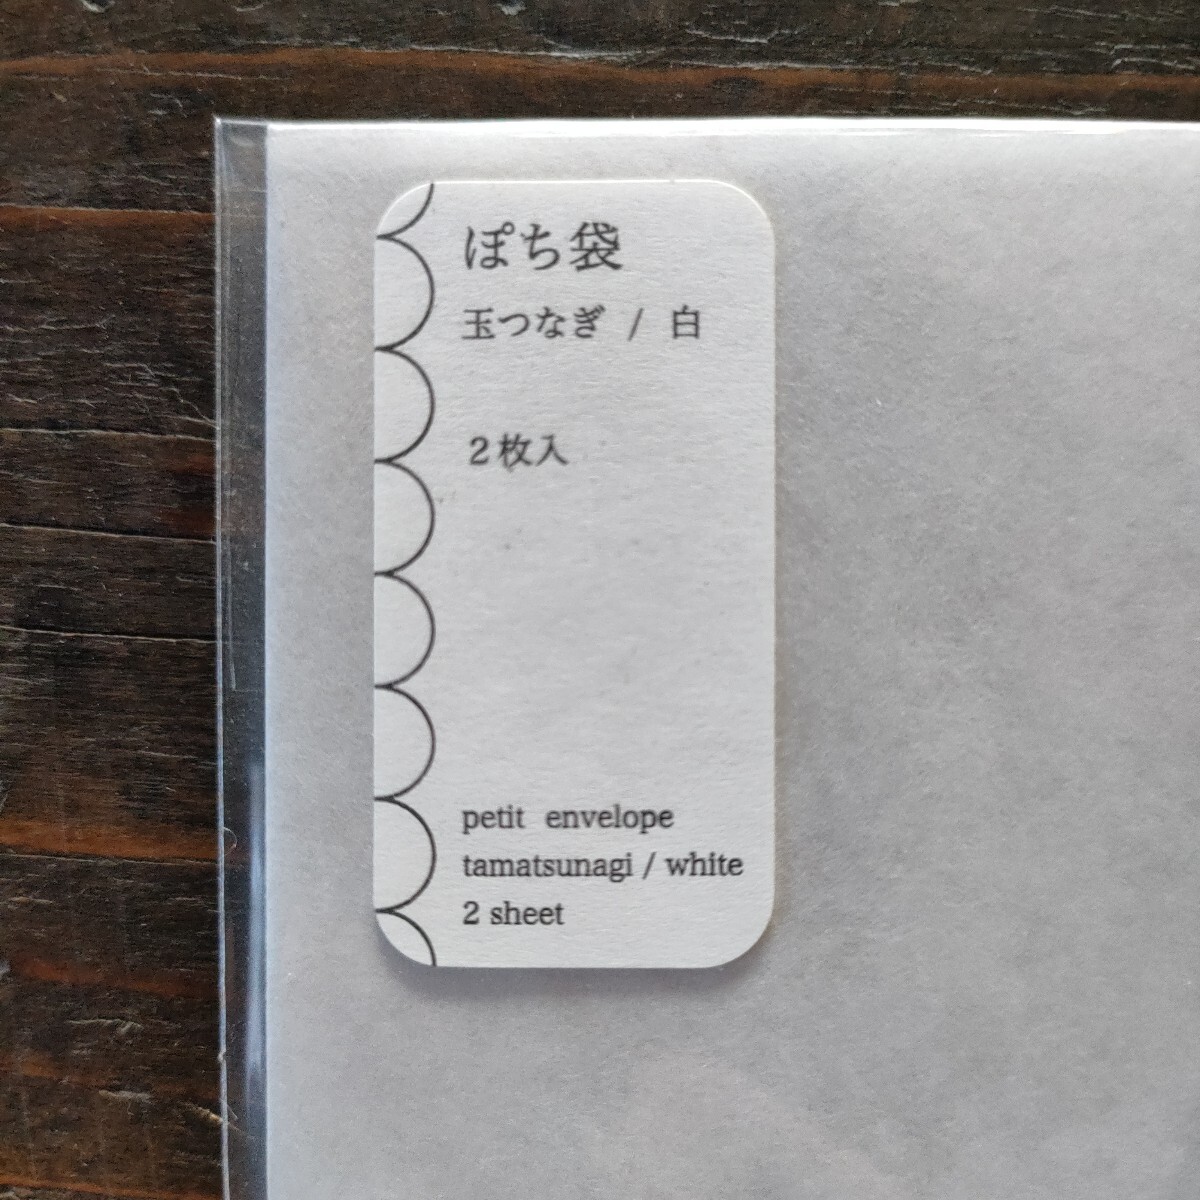 ぽち袋
玉つなぎ / 白
2枚入
petit envelope
tamatsunagi / white
2 sheet